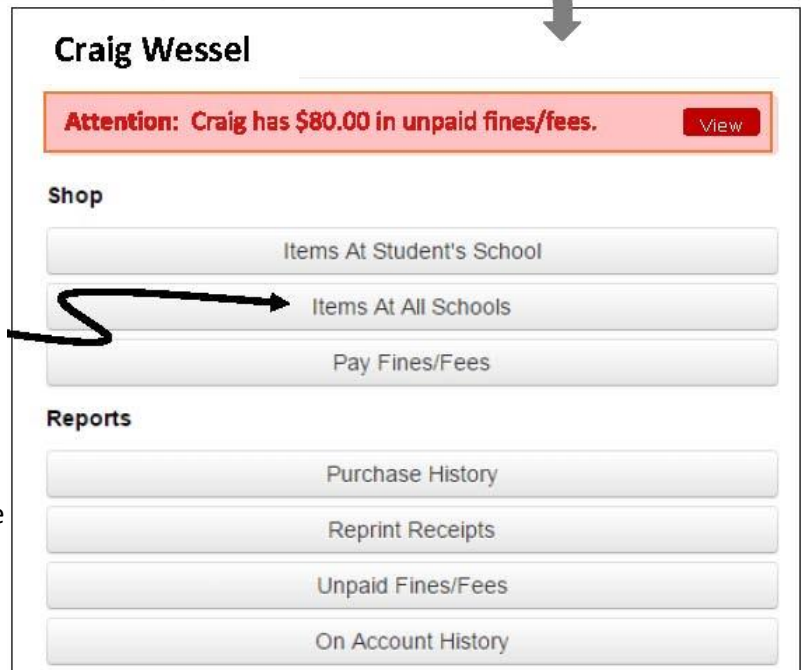 Craig Wessel
Attention: Craig has $80.00 in unpaid fines/fees. View
Shop
Items At Student's School
Items At All Schools
Pay Fines/Fees
Reports
Purchase History
e
Reprint Receipts
Unpaid Fines/Fees
On Account History